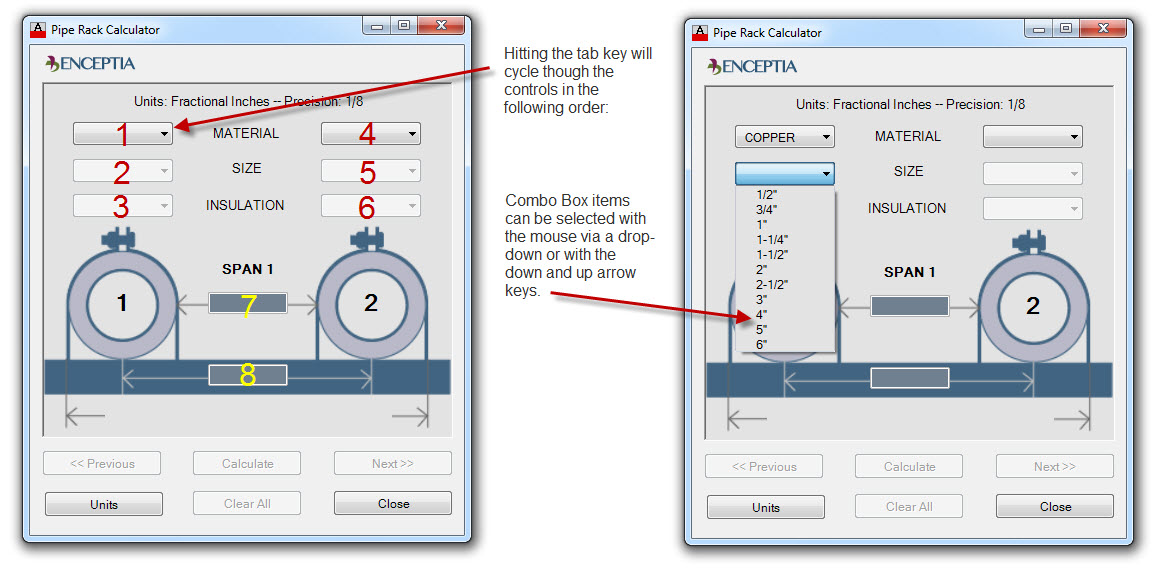 Pipe Rack Calculator
ENCEPTIA
Units: Fractional Inches -- Precision: 1/8
1 MATERIAL 4
2 SIZE 5
3 INSULATION 6
SPAN 1
1 7 2
8
<< Previous Calculate Next >>
Units Clear All Close
Hitting the tab key will
cycle though the
controls in the
following order:
Combo Box items
can be selected with
the mouse via a drop-
down or with the
down and up arrow
keys.
Pipe Rack Calculator
ENCEPTIA
Units: Fractional Inches -- Precision: 1/8
COPPER MATERIAL
SIZE
INSULATION
1/2"
3/4"
1"
1-1/4"
1-1/2"
2"
2-1/2"
3"
4"
5"
6"
SPAN 1
2
<< Previous Calculate Next >>
Units Clear All Close